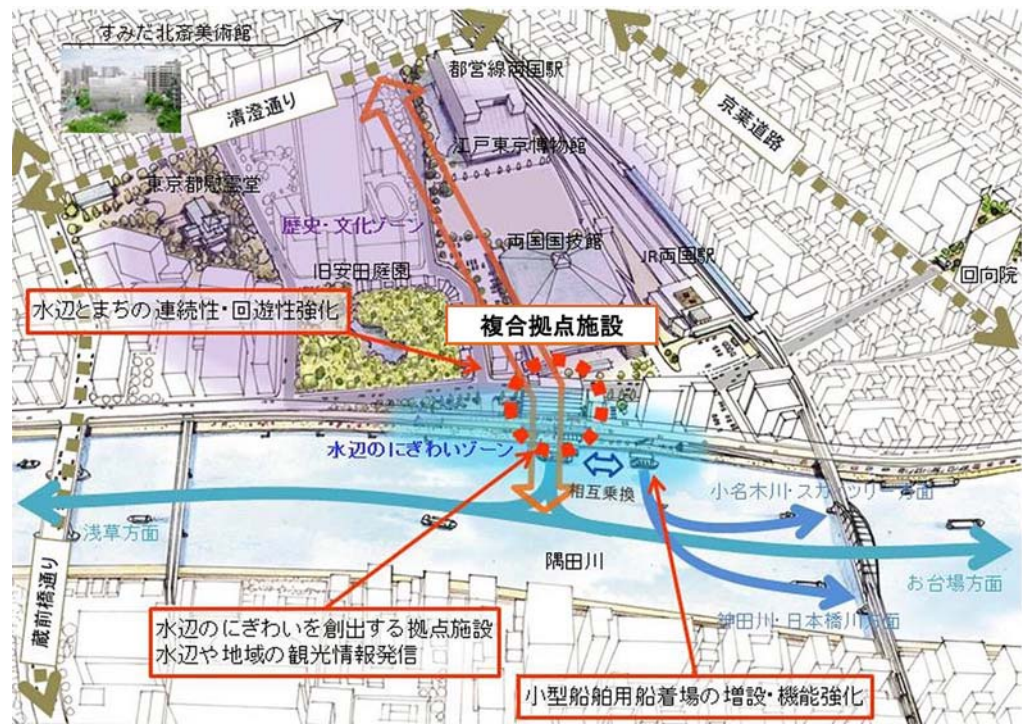 すみだ北斎美術館
都営線両国駅
清澄通り
京葉道路
江戸東京博物館
東京都慰霊堂
歴史・文化ゾーン
両国国技館
JR両国駅
回向院
旧安田庭園
水辺とまちの連続性・回遊性強化
複合拠点施設
水辺のにぎわいゾーン
相互乗換
小名木川・スカイツリー方面
浅草方面
隅田川
お台場方面
蔵前橋通り
神田川・日本橋川方面
水辺のにぎわいを創出する拠点施設
水辺や地域の観光情報発信
小型船舶用船着場の増設・機能強化